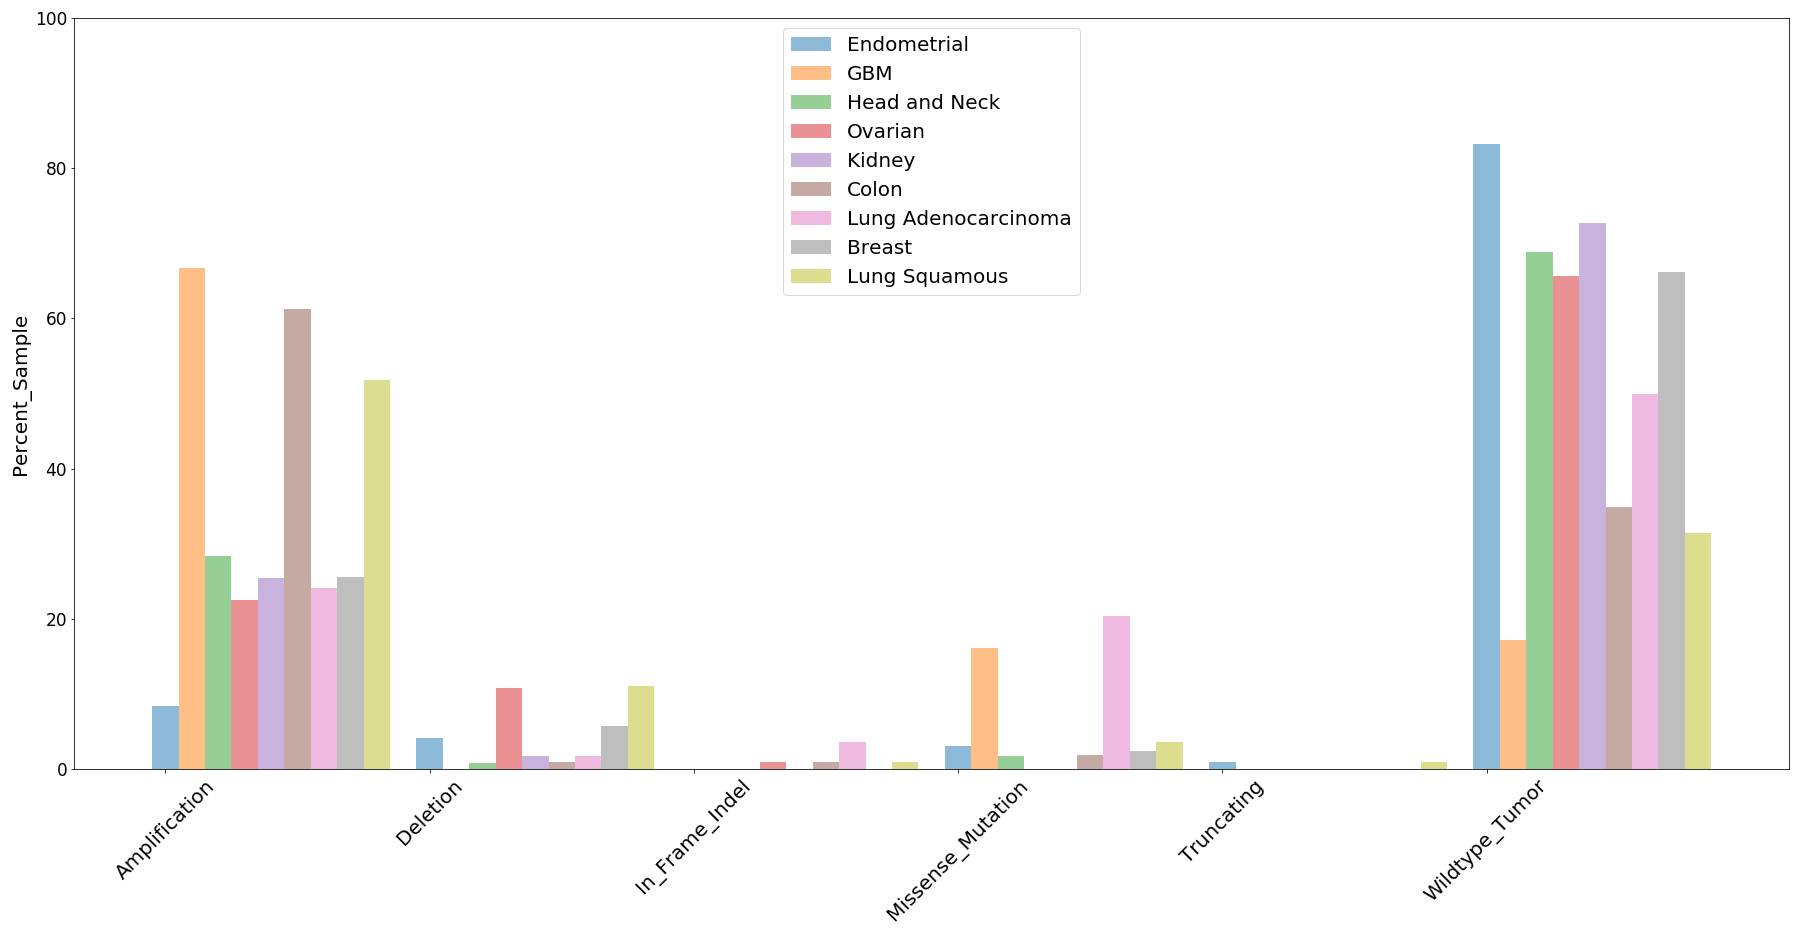 100
80
60
40
20
0
Percent_Sample
Endometrial
GBM
Head and Neck
Ovarian
Kidney
Colon
Lung Adenocarcinoma
Breast
Lung Squamous
Amplification
Deletion
In_Frame_Indel
Missense_Mutation
Truncating
Wildtype_Tumor